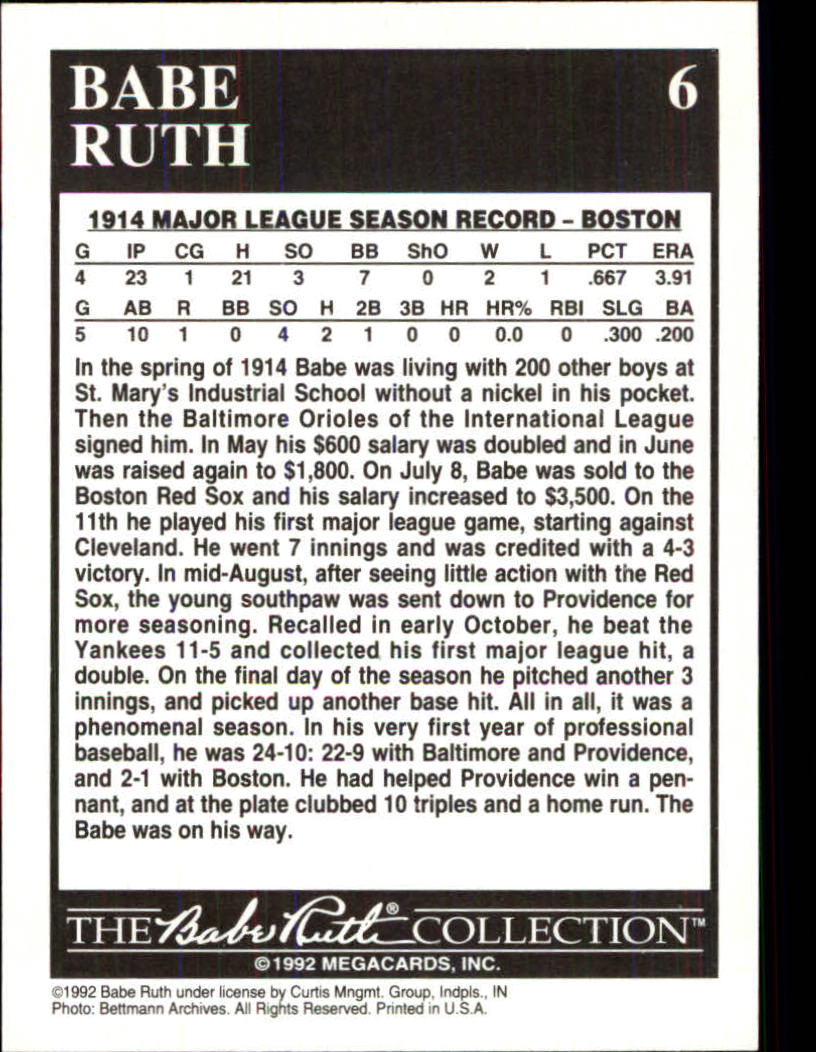 BABE 6
RUTH
1914 MAJOR LEAGUE SEASON RECORD – BOSTON
G IP CG H SO BB ShO W L PCT ERA
4 23 1 21 3 7 0 2 1 .667 3.91
G AB R BB SO H 2B 3B HR HR% RBI SLG BA
5 10 1 0 4 2 1 0 0 0.0 0 .300 .200
In the spring of 1914 Babe was living with 200 other boys at
St. Mary's Industrial School without a nickel in his pocket.
Then the Baltimore Orioles of the International League
signed him. In May his $600 salary was doubled and in June
was raised again to $1,800. On July 8, Babe was sold to the
Boston Red Sox and his salary increased to $3,500. On the
11th he played his first major league game, starting against
Cleveland. He went 7 innings and was credited with a 4-3
victory. In mid-August, after seeing little action with the Red
Sox, the young southpaw was sent down to Providence for
more seasoning. Recalled in early October, he beat the
Yankees 11-5 and collected his first major league hit, a
double. On the final day of the season he pitched another 3
innings, and picked up another base hit. All in all, it was a
phenomenal season. In his very first year of professional
baseball, he was 24-10: 22-9 with Baltimore and Providence,
and 2-1 with Boston. He had helped Providence win a pen-
nant, and at the plate clubbed 10 triples and a home run. The
Babe was on his way.
THE Babe Ruth® COLLECTION™
©1992 MEGACARDS, INC.
©1992 Babe Ruth under license by Curtis Mngmt. Group, Indpls., IN
Photo: Bettmann Archives. All Rights Reserved. Printed in U.S.A.